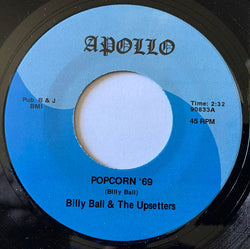 APOLLO
Pub. B & J
BMI
Time: 2:32
90833A
45 RPM
POPCORN '69
(Billy Ball)
Billy Ball & The Upsetters